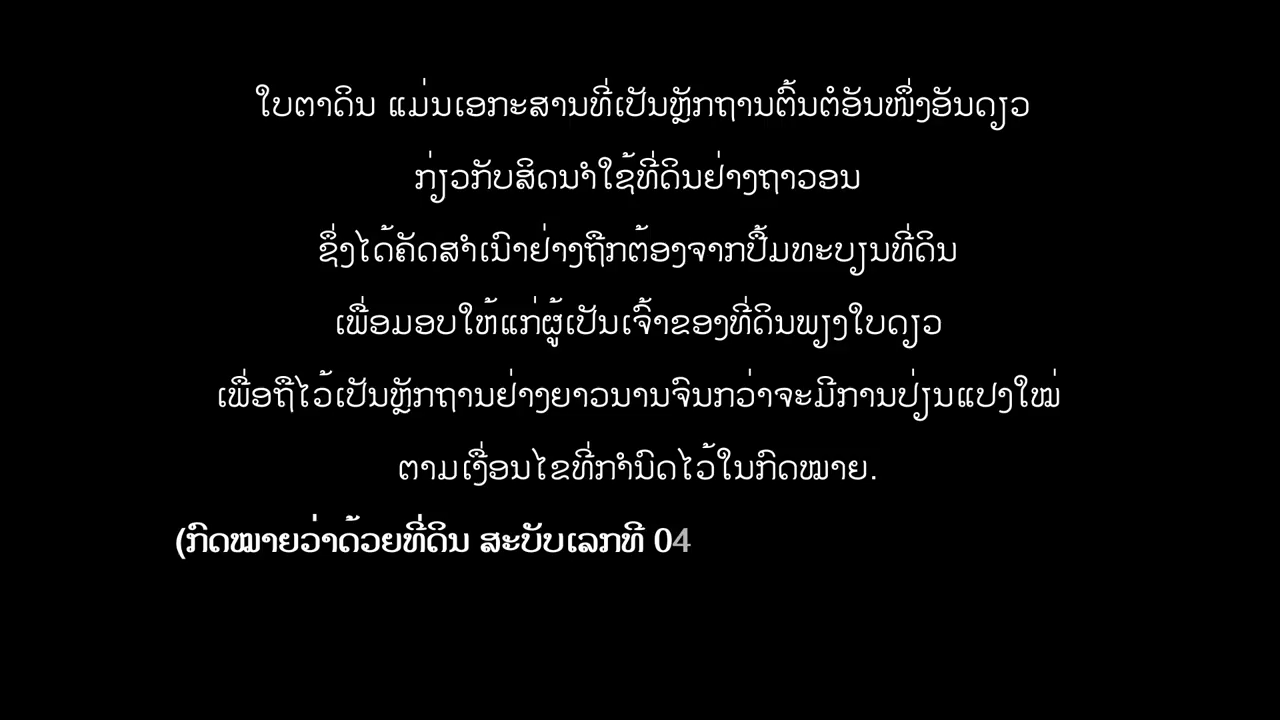 ໃບຕາດິນ ແມ່ນເອກະສານທີ່ເປັນຫຼັກຖານຕົ້ນຕໍອັນໜຶ່ງອັນດຽວ
ກ່ຽວກັບສິດນຳໃຊ້ທີ່ດິນຢ່າງຖາວອນ
ຊຶ່ງໄດ້ຄັດສຳເນົາຢ່າງຖືກຕ້ອງຈາກປື້ມທະບຽນທີ່ດິນ
ເພື່ອມອບໃຫ້ແກ່ຜູ້ເປັນເຈົ້າຂອງທີ່ດິນພຽງໃບດຽວ
ເພື່ອຖືໄວ້ເປັນຫຼັກຖານຢ່າງຍາວນານຈົນກວ່າຈະມີການປ່ຽນແປງໃໝ່
ຕາມເງື່ອນໄຂທີ່ກຳນົດໄວ້ໃນກົດໝາຍ.
(ກົດໝາຍວ່າດ້ວຍທີ່ດິນ ສະບັບເລກທີ 04